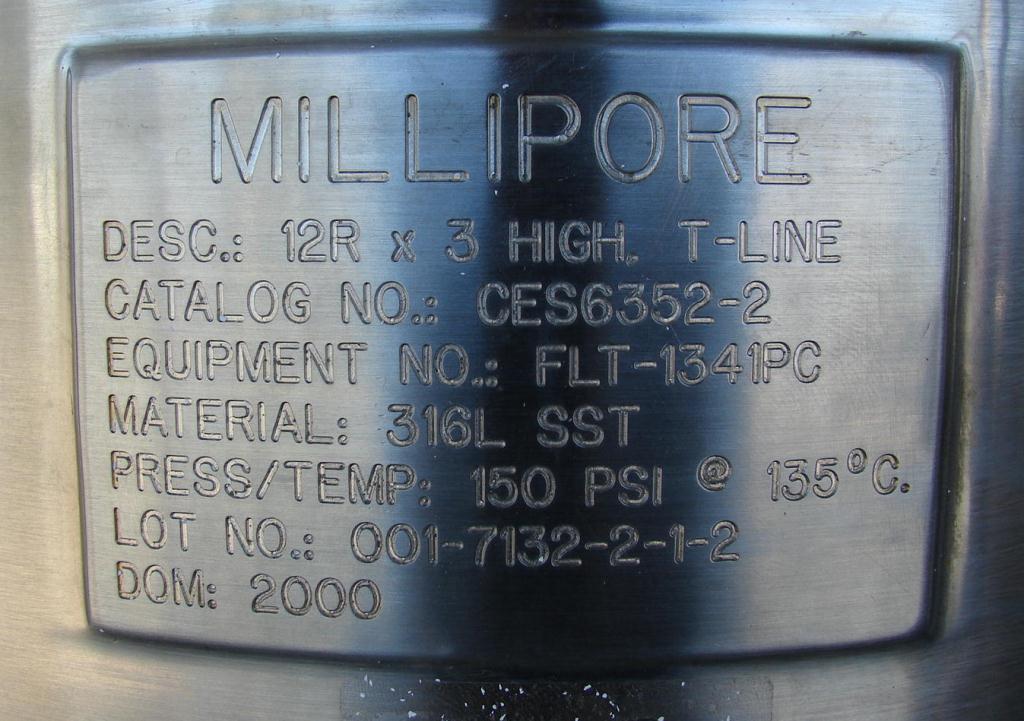 MILLIPORE
DESC.: 12R x 3 HIGH. T-LINE
CATALOG NO.: CES6352-2
EQUIPMENT NO.: FLT-1341PC
MATERIAL: 316L SST
PRESS/TEMP: 150 PSI @ 135°C.
LOT NO.: 001-7132-2-1-2
DOM: 2000